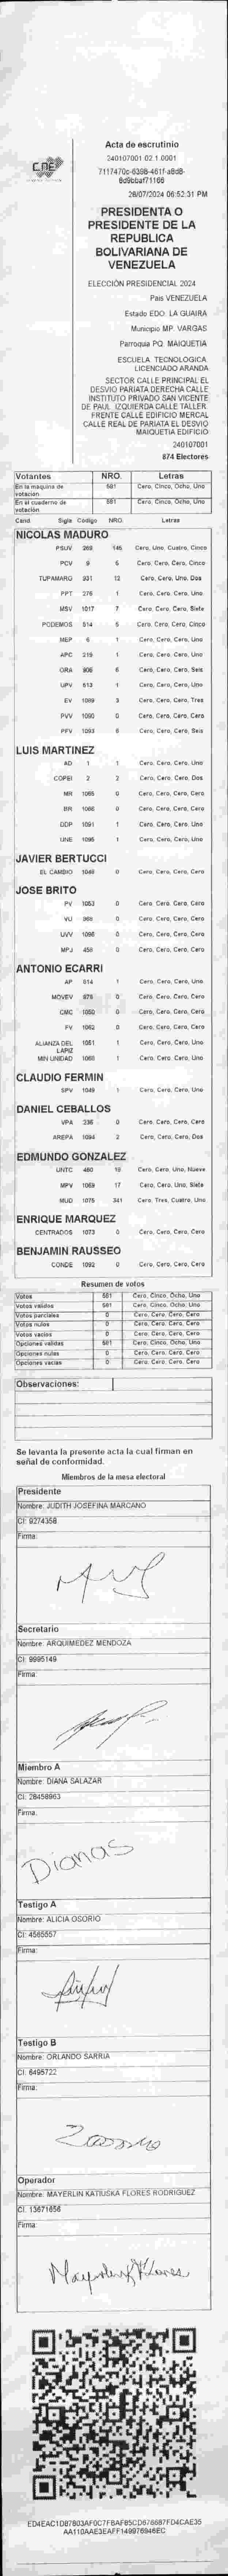 CNE
Acta de escrutinio
240107001.02.1.0001
28/07/2024 06:52:31 PM
PRESIDENTA O
PRESIDENTE DE LA
REPUBLICA
BOLIVARIANA DE
VENEZUELA
ELECCIÓN PRESIDENCIAL 2024
Pais VENEZUELA
Estado EDO. LA GUAIRA
Municipio MP. VARGAS
Parroquia PQ. MAIQUETIA
ESCUELA TECNOLOGICA
LICENCIADO ARANDA
SECTOR CALLE PRINCIPAL EL
DESVIO PARIATA DERECHA CALLE
INSTITUTO PRIVADO SAN VICENTE
DE PAUL. IZQUIERDA CALLE TALLER.
FRENTE CALLE EDIFICIO MERCAL
CALLE REAL DE PARIATA EL DESVIO
MAIQUETIA EDIFICIO
240107001
874 Electores
Votantes NRO. Letras
En la maquina de votación 581 Cero, Cinco, Ocho, Uno
En el cuaderno de votación 581 Cero, Cinco, Ocho, Uno
Cand. Sigla Código NRO. Letras
NICOLAS MADURO
PSUV 268 145 Cero, Uno, Cuatro, Cinco
PCV 9 5 Cero, Cero, Cero, Cinco
TUPAMARO 931 12 Cero, Cero, Uno, Dos
PPT 276 1 Cero, Cero, Cero, Uno
MSV 1017 7 Cero, Cero, Cero, Siete
PODEMOS 514 5 Cero, Cero, Cero, Cinco
MEP 6 1 Cero, Cero, Cero, Uno
APC 219 1 Cero, Cero, Cero, Uno
ORA 906 6 Cero, Cero, Cero, Seis
UPV 613 1 Cero, Cero, Cero, Uno
EV 1089 3 Cero, Cero, Cero, Tres
PVV 1090 0 Cero, Cero, Cero, Cero
PFV 1093 6 Cero, Cero, Cero, Seis
LUIS MARTINEZ
AD 1 1 Cero, Cero, Cero, Uno
COPEI 2 2 Cero, Cero, Cero, Dos
MR 1065 0 Cero, Cero, Cero, Cero
BR 1066 0 Cero, Cero, Cero, Cero
DDP 1091 1 Cero, Cero, Cero, Uno
UNE 1095 1 Cero, Cero, Cero, Uno
JAVIER BERTUCCI
EL CAMBIO 1048 0 Cero, Cero, Cero, Cero
JOSE BRITO
PV 1053 0 Cero, Cero, Cero, Cero
VU 968 0 Cero, Cero, Cero, Cero
UVV 1096 0 Cero, Cero, Cero, Cero
MPJ 458 0 Cero, Cero, Cero, Cero
ANTONIO ECARRI
AP 614 1 Cero, Cero, Cero, Uno
MOVEV 876 0 Cero, Cero, Cero, Cero
CMC 1050 0 Cero, Cero, Cero, Cero
FV 1062 0 Cero, Cero, Cero, Cero
ALIANZA DEL LAPIZ 1051 1 Cero, Cero, Cero, Uno
MIN UNIDAD 1060 1 Cero, Cero, Cero, Uno
CLAUDIO FERMIN
SPV 1049 1 Cero, Cero, Cero, Uno
DANIEL CEBALLOS
VPA 236 0 Cero, Cero, Cero, Cero
AREPA 1094 2 Cero, Cero, Cero, Dos
EDMUNDO GONZALEZ
UNTC 460 19 Cero, Cero, Uno, Nueve
MPV 1069 17 Cero, Cero, Uno, Siete
MUD 1075 341 Cero, Tres, Cuatro, Uno
ENRIQUE MARQUEZ
CENTRADOS 1073 0 Cero, Cero, Cero, Cero
BENJAMIN RAUSSEO
CONDE 1092 0 Cero, Cero, Cero, Cero
Resumen de votos
Votos 581 Cero, Cinco, Ocho, Uno
Votos válidos 581 Cero, Cinco, Ocho, Uno
Votos parciales 0 Cero, Cero, Cero, Cero
Votos nulos 0 Cero, Cero, Cero, Cero
Votos vacíos 0 Cero, Cero, Cero, Cero
Opciones válidas 581 Cero, Cinco, Ocho, Uno
Opciones nulas 0 Cero, Cero, Cero, Cero
Opciones vacías 0 Cero, Cero, Cero, Cero
Observaciones:
Se levanta la presente acta la cual firman en
señal de conformidad.
Miembros de la mesa electoral
Presidente
Nombre: JUDITH JOSEFINA MARCANO
CI: 9274358
Firma:
Secretario
Nombre: ARQUIMEDEZ MENDOZA
CI: 9995149
Firma:
Miembro A
Nombre: DIANA SALAZAR
CI: 28458963
Firma:
Dianas
Testigo A
Nombre: ALICIA OSORIO
CI: 4565557
Firma:
Testigo B
Nombre: ORLANDO SARRIA
CI: 6495722
Firma:
Operador
Nombre: MAYERLIN KATIUSKA FLORES RODRIGUEZ
CI: 13671656
Firma:
Mayerlin Flores